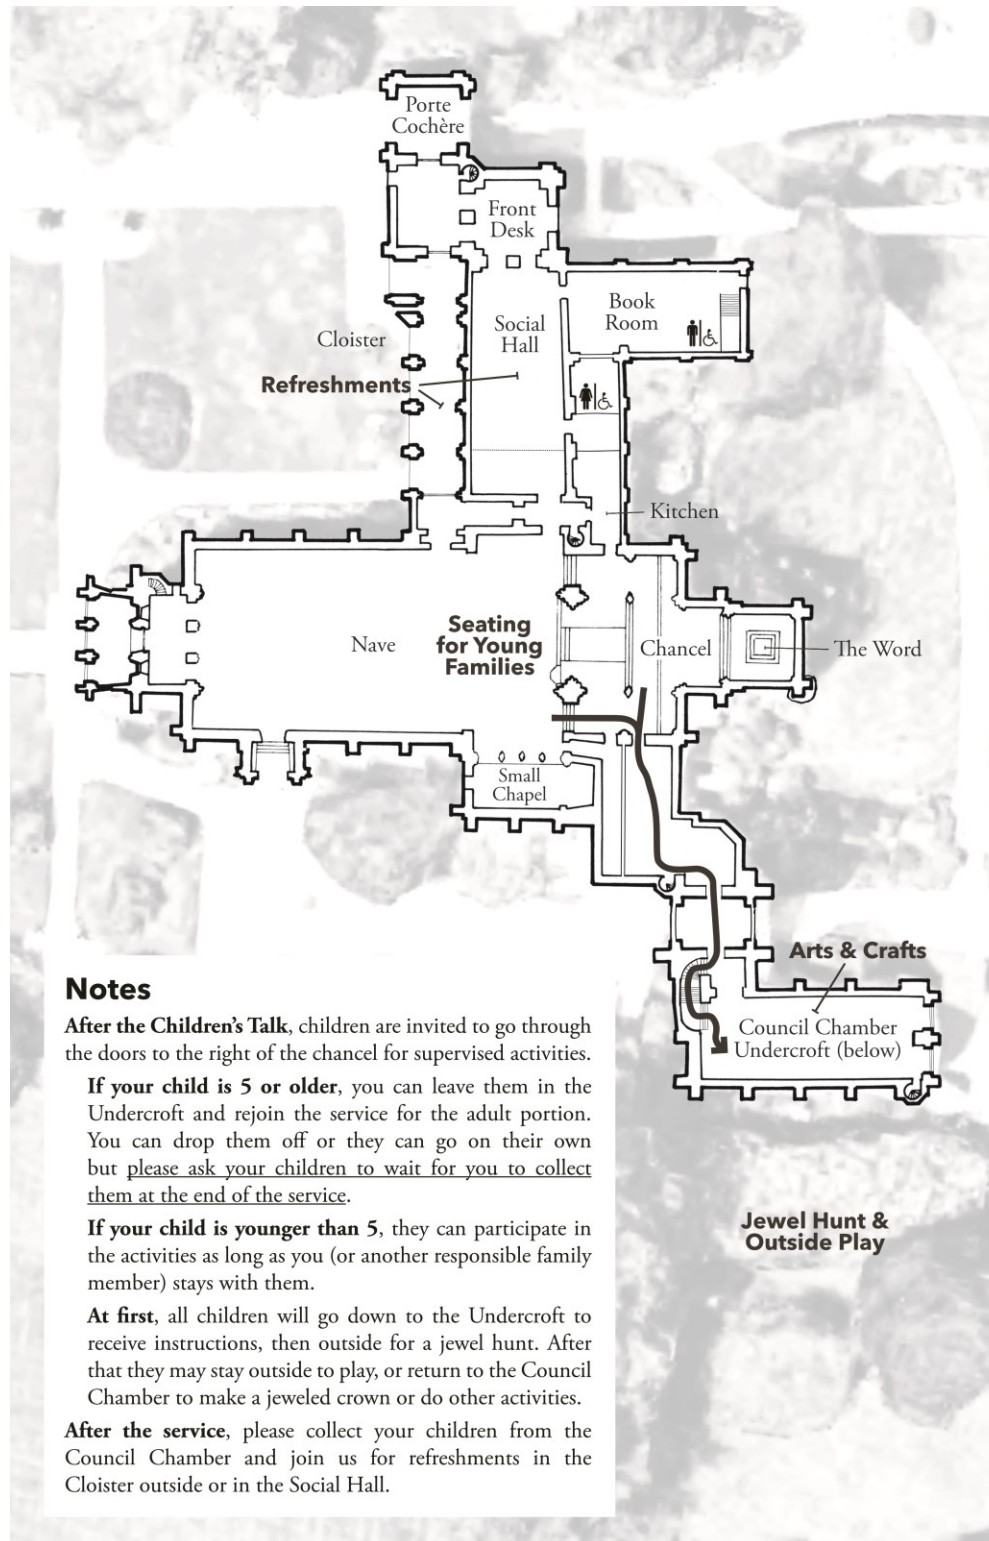 Porte
Cochère
Front
Desk
Book
Room
Social
Hall
Cloister
Refreshments
Kitchen
Seating
for Young
Families
Nave
Chancel
The Word
Small
Chapel
Arts & Crafts
Council Chamber
Undercroft (below)
Jewel Hunt &
Outside Play
Notes
After the Children’s Talk, children are invited to go through
the doors to the right of the chancel for supervised activities.
If your child is 5 or older, you can leave them in the
Undercroft and rejoin the service for the adult portion.
You can drop them off or they can go on their own
but please ask your children to wait for you to collect
them at the end of the service.
If your child is younger than 5, they can participate in
the activities as long as you (or another responsible family
member) stays with them.
At first, all children will go down to the Undercroft to
receive instructions, then outside for a jewel hunt. After
that they may stay outside to play, or return to the Council
Chamber to make a jeweled crown or do other activities.
After the service, please collect your children from the
Council Chamber and join us for refreshments in the
Cloister outside or in the Social Hall.